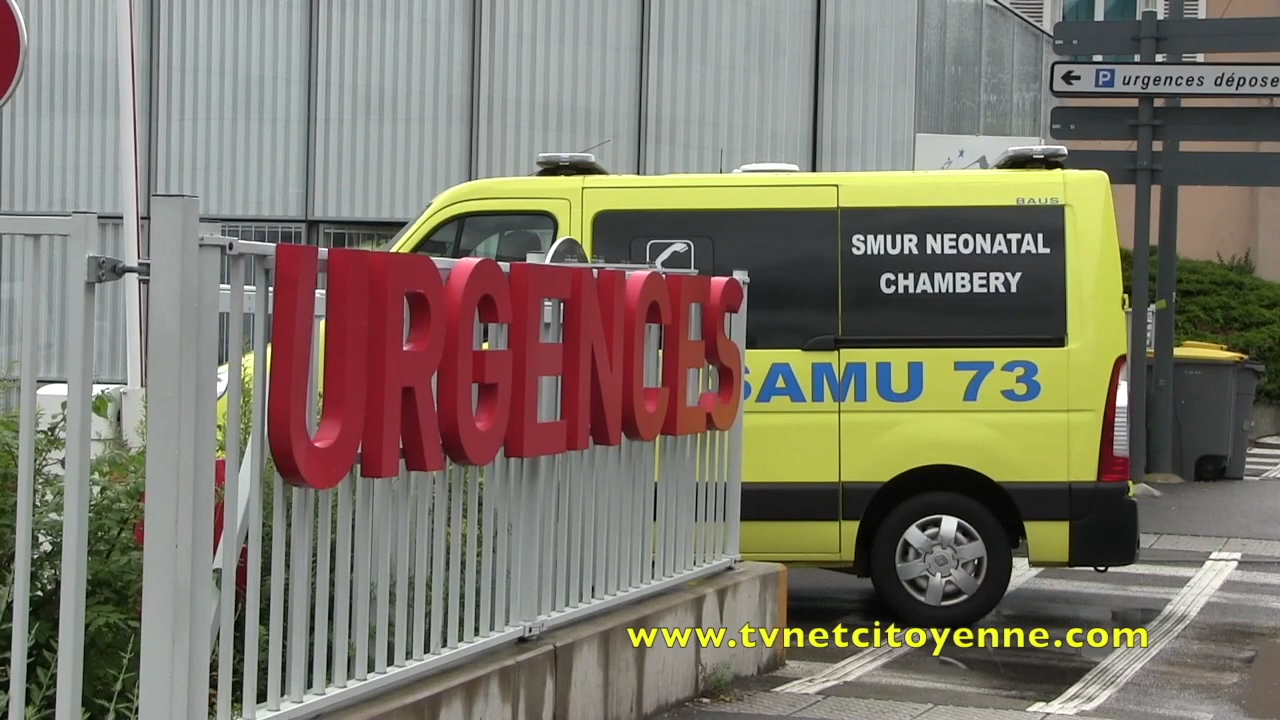 P urgences dépose
BAUS
SMUR NEONATAL
CHAMBERY
URGENCES
SAMU 73
www.tvnetcitoyenne.com